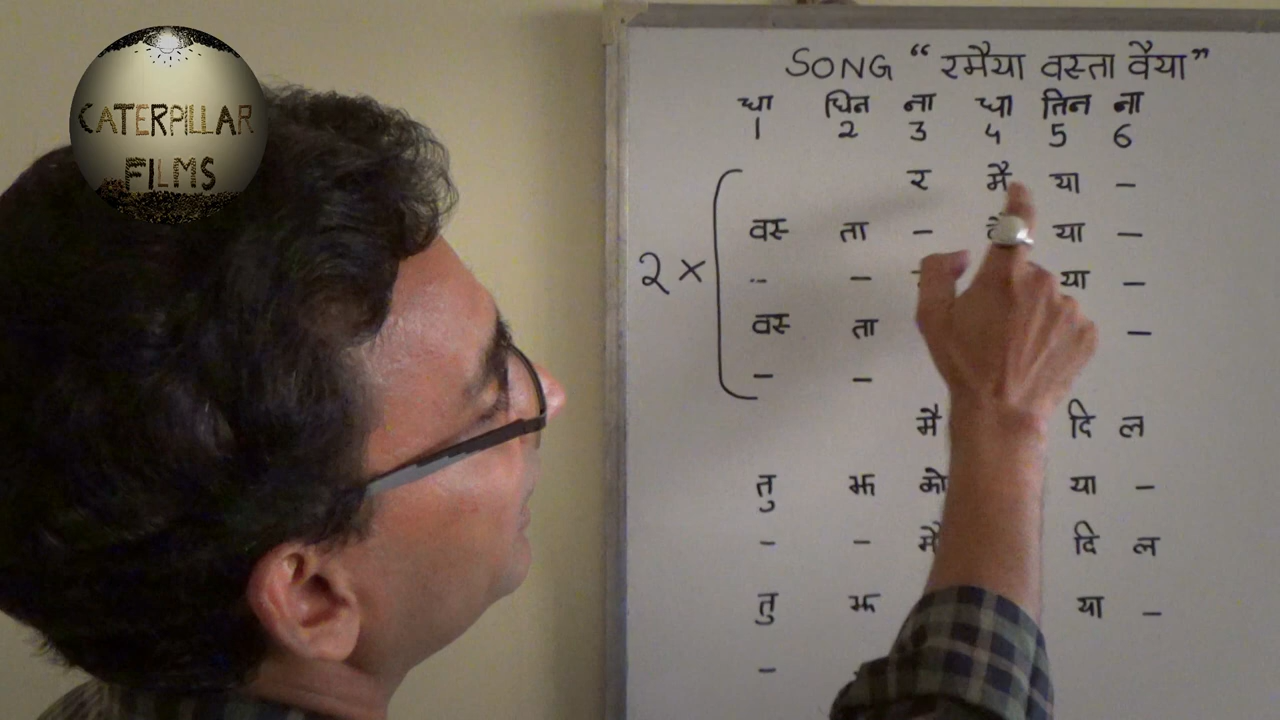 CATERPILLAR
FILMS
SONG “रमैया वस्ता वैया”
धा धिन ना धा तिन ना
1 2 3 4 5 6
र मै या –
वस् ता – या –
2 × -- – या –
वस् ता –
– –
मै दि ल
तु झ को या –
– – मै दि ल
तु झ या –
–